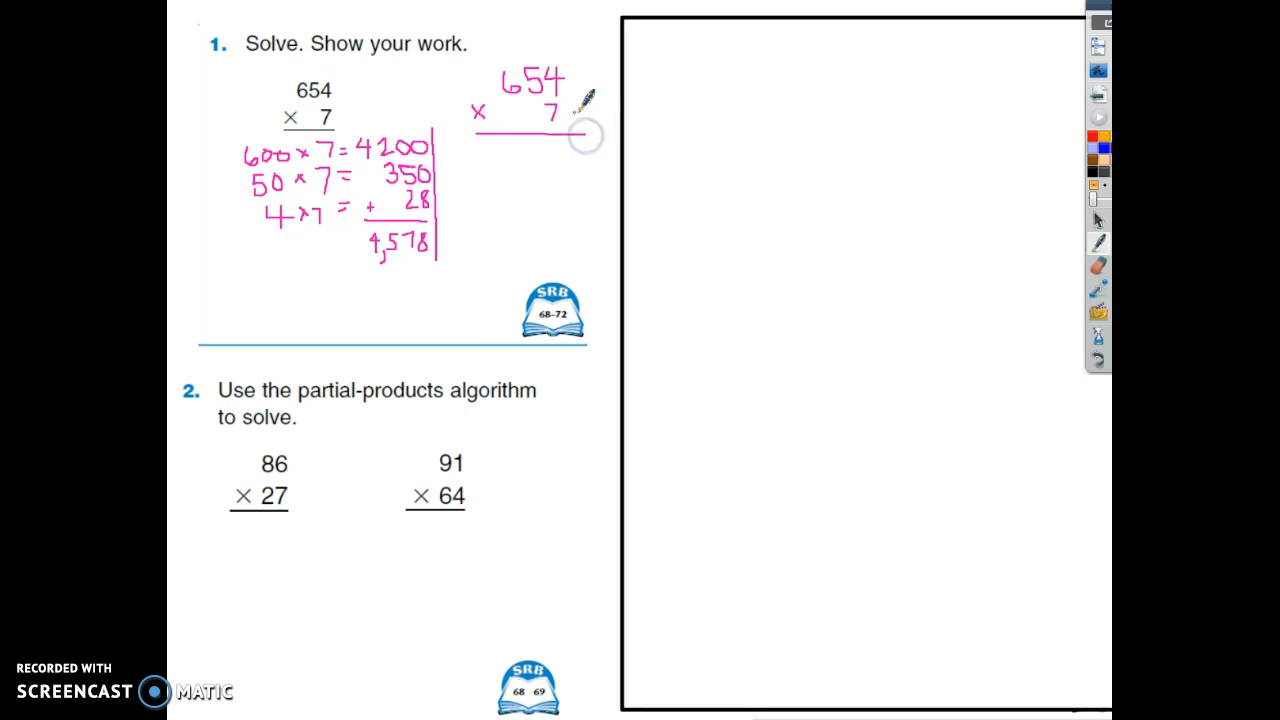 1. Solve. Show your work.
654
× 7
600 × 7 = 4200
50 × 7 = 350
4 × 7 = + 28
4,578
654
× 7
SRB
68–72
2. Use the partial-products algorithm
to solve.
86
× 27
91
× 64
SRB
68 69
RECORDED WITH
SCREENCAST MATIC